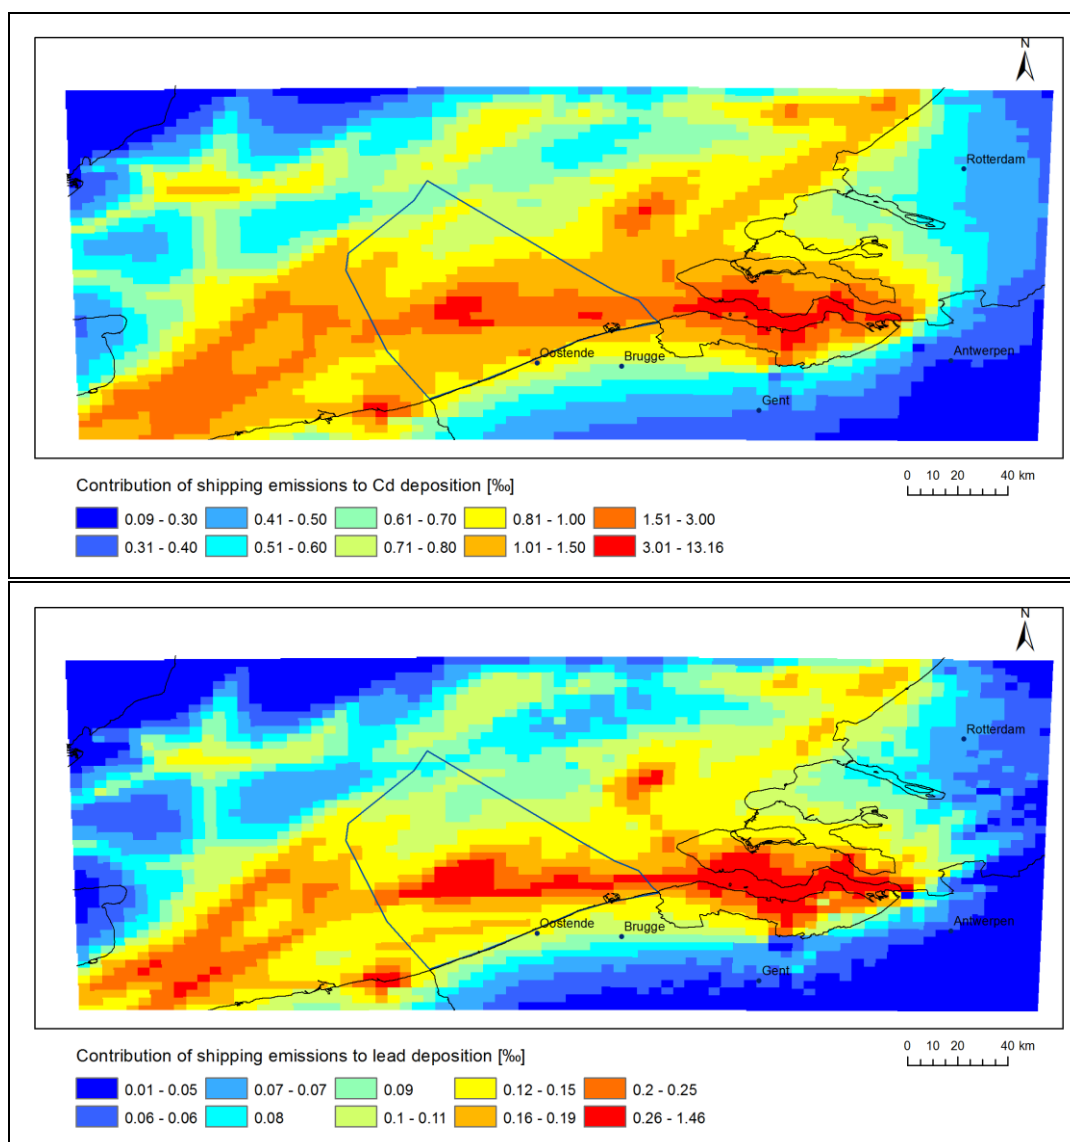 N
Rotterdam
Antwerpen
Oostende
Brugge
Gent
0 10 20 40 km
Contribution of shipping emissions to Cd deposition [‰]
0.09 - 0.30 0.41 - 0.50 0.61 - 0.70 0.81 - 1.00 1.51 - 3.00
0.31 - 0.40 0.51 - 0.60 0.71 - 0.80 1.01 - 1.50 3.01 - 13.16
N
Rotterdam
Antwerpen
Oostende
Brugge
Gent
0 10 20 40 km
Contribution of shipping emissions to lead deposition [‰]
0.01 - 0.05 0.07 - 0.07 0.09 0.12 - 0.15 0.2 - 0.25
0.06 - 0.06 0.08 0.1 - 0.11 0.16 - 0.19 0.26 - 1.46